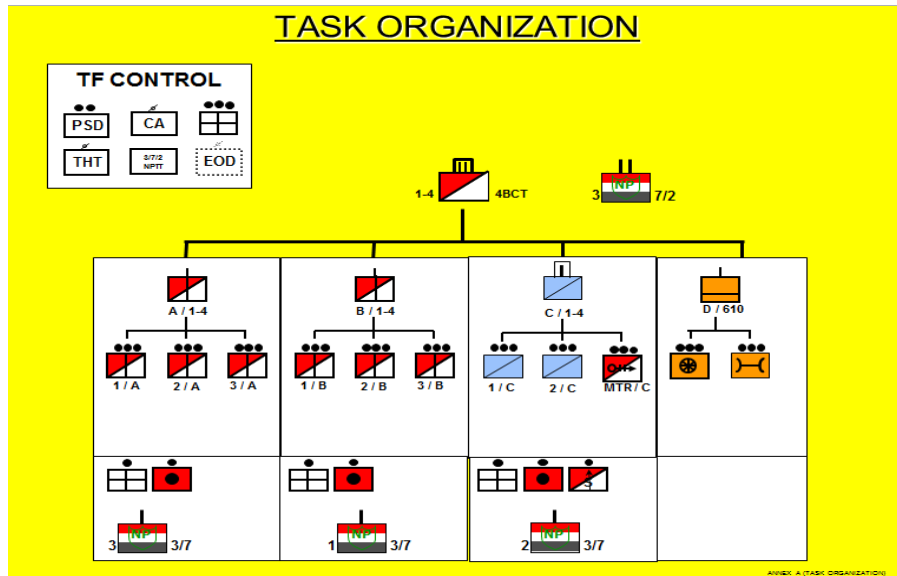 TASK ORGANIZATION
TF CONTROL
PSD
CA
THT
3/7/2
NPTT
EOD
1-4
4BCT
NP
3
7/2
A / 1-4
B / 1-4
C / 1-4
D / 610
1 / A
2 / A
3 / A
1 / B
2 / B
3 / B
1 / C
2 / C
MTR / C
S
NP
3
3/7
NP
1
3/7
NP
2
3/7
ANNEX A (TASK ORGANIZATION)